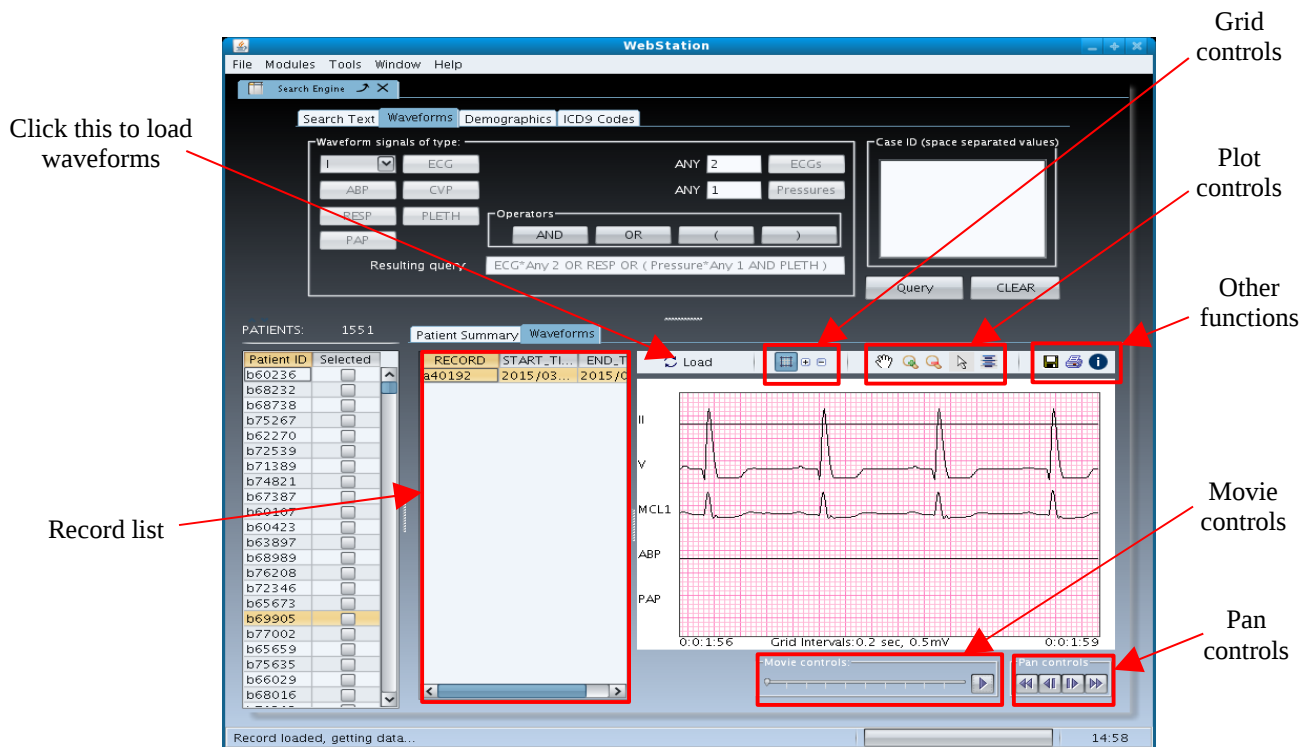 Grid
controls
WebStation
File Modules Tools Window Help
Search Engine
Search Text Waveforms Demographics ICD9 Codes
Click this to load
waveforms
Waveform signals of type:
Case ID (space separated values)
I ECG ANY 2 ECGs
ABP CVP ANY 1 Pressures
Plot
controls
RESP PLETH Operators
PAP AND OR ( )
Resulting query ECG*Any 2 OR RESP OR ( Pressure*Any 1 AND PLETH )
Query CLEAR
Other
functions
PATIENTS: 1551
Patient Summary Waveforms
Patient ID Selected
RECORD START_TI... END_T
Load
b60236
a40192 2015/03... 2015/0
b68232
b68738
b75267
b62270
b72539
b71389
b74821
b67387
b60107
b60423
b63897
b68989
b76208
b72346
b65673
b69905
b77002
b65659
b75635
b66029
b68016
II
V
MCL1
ABP
PAP
0:0:1:56 Grid Intervals:0.2 sec, 0.5mV 0:0:1:59
Record list
Movie
controls
Pan
controls
Movie controls:
Pan controls
Record loaded, getting data...
14:58